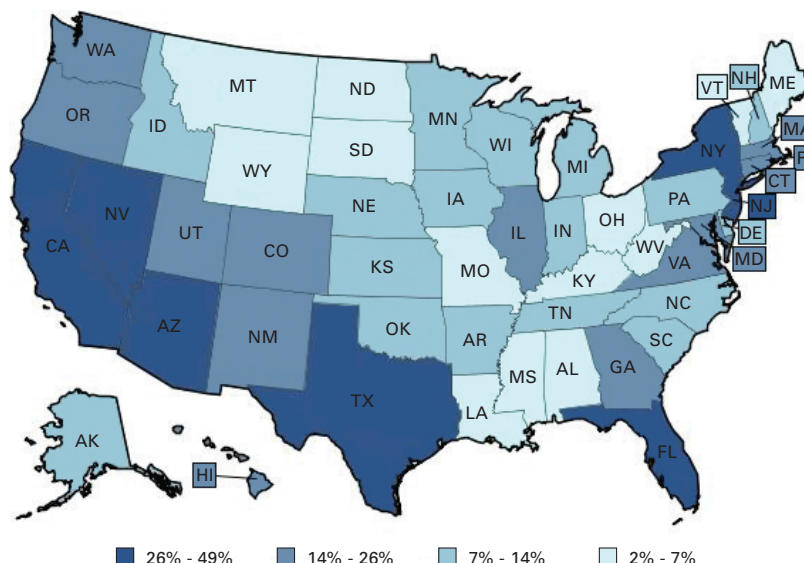 WA
MT
ND
OR
ID
MN
VT
NH
ME
WY
SD
WI
MI
NY
MA
CT
NV
UT
CO
NE
IA
IL
IN
OH
PA
NJ
CA
KS
MO
WV
VA
DE
MD
KY
AZ
NM
OK
AR
TN
NC
SC
TX
MS
AL
GA
LA
FL
AK
HI
26% - 49% 14% - 26% 7% - 14% 2% - 7%